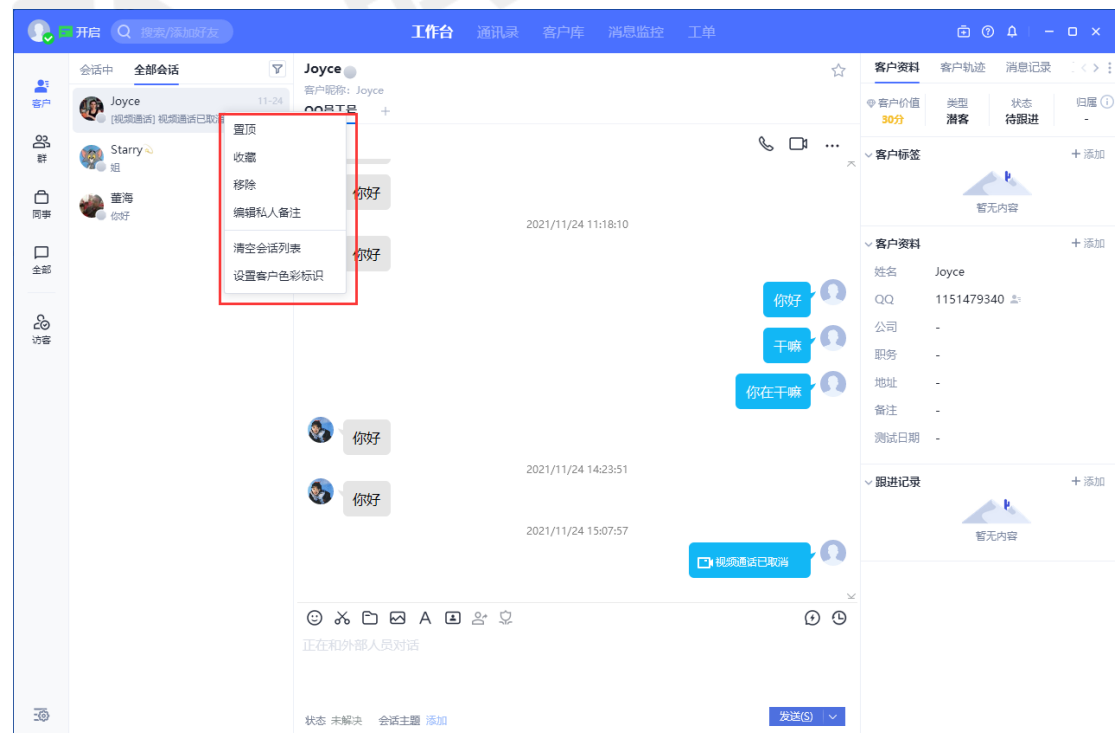 开启
搜索/添加好友
工作台 通讯录 客户库 消息监控 工单
客户
群
同事
全部
访客
会话中 全部会话
Joyce 11-24
[视频通话] 视频通话已取消
Starry
姐
董海
你好
置顶
收藏
移除
编辑私人备注
清空会话列表
设置客户色彩标识
Joyce
客户昵称: Joyce
QQ员工号 +
你好
2021/11/24 11:18:10
你好
你好
干嘛
你在干嘛
你好
2021/11/24 14:23:51
你好
2021/11/24 15:07:57
视频通话已取消
正在和外部人员对话
状态 未解决 会话主题 添加
发送(S)
客户资料 客户轨迹 消息记录
客户价值 类型 状态 归属
30分 潜客 待跟进 -
客户标签 + 添加
暂无内容
客户资料 + 添加
姓名 Joyce
QQ 1151479340
公司 -
职务 -
地址 -
备注 -
测试日期 -
跟进记录 + 添加
暂无内容